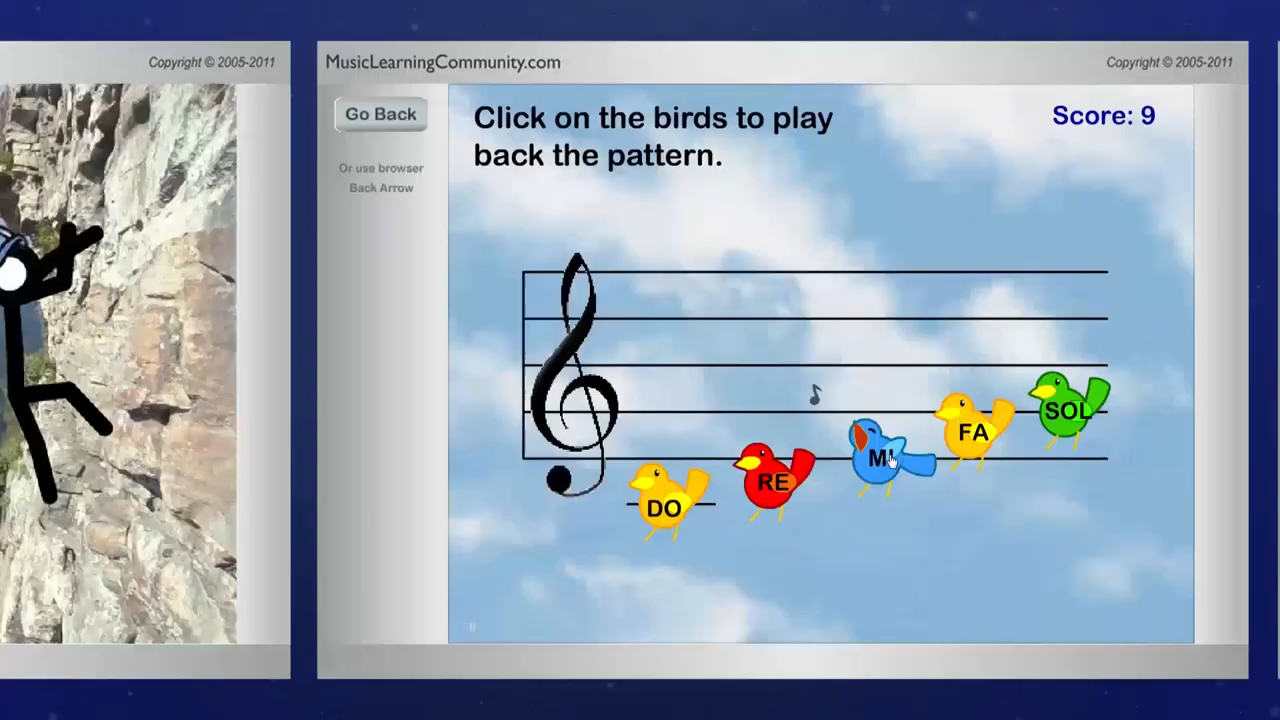 Copyright © 2005-2011
MusicLearningCommunity.com
Copyright © 2005-2011
Go Back
Or use browser
Back Arrow
Click on the birds to play
back the pattern.
Score: 9
DO
RE
MI
FA
SOL